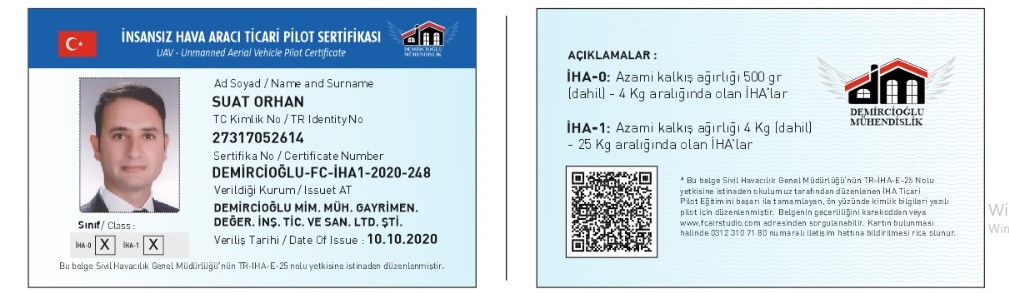 İNSANSIZ HAVA ARACI TİCARİ PİLOT SERTİFİKASI
UAV - Unmanned Aerial Vehicle Pilot Certificate
DEMİRCİOĞLU
MÜHENDİSLİK
Ad Soyad / Name and Surname
SUAT ORHAN
TC Kimlik No / TR IdentityNo
27317052614
Sertifika No / Certificate Number
DEMİRCİOĞLU-FC-İHA1-2020-248
Verildiği Kurum / Issuet AT
DEMİRCİOĞLU MİM. MÜH. GAYRİMEN.
DEĞER. İNŞ. TİC. VE SAN. LTD. ŞTİ.
Veriliş Tarihi / Date Of Issue : 10.10.2020
Sınıf/ Class :
İHA-0 X İHA-1 X
Bu belge Sivil Havacılık Genel Müdürlüğü'nün TR-IHA-E-25 nolu yetkisine istinaden düzenlenmiştir.
AÇIKLAMALAR :
İHA-0: Azami kalkış ağırlığı 500 gr
(dahil) - 4 Kg aralığında olan İHA'lar
İHA-1: Azami kalkış ağırlığı 4 Kg (dahil)
- 25 Kg aralığında olan İHA'lar
DEMİRCİOĞLU
MÜHENDİSLİK
* Bu belge Sivil Havacılık Genel Müdürlüğü'nün TR-IHA-E-25 Nolu
yetkisine istinaden okulumuz tarafından düzenlenen İHA Ticari
Pilot Eğitimini başarı ile tamamlayan, ön yüzünde kimlik bilgileri yazılı
pilot için düzenlenmiştir. Belgenin geçerliliğini karekoddan veya
www.fcairstudio.com adresinden sorgulanabilir. Kartın bulunması
halinde 0312 310 71 80 numaralı iletişim hattına bildirilmesi rica olunur.
Wi
Win